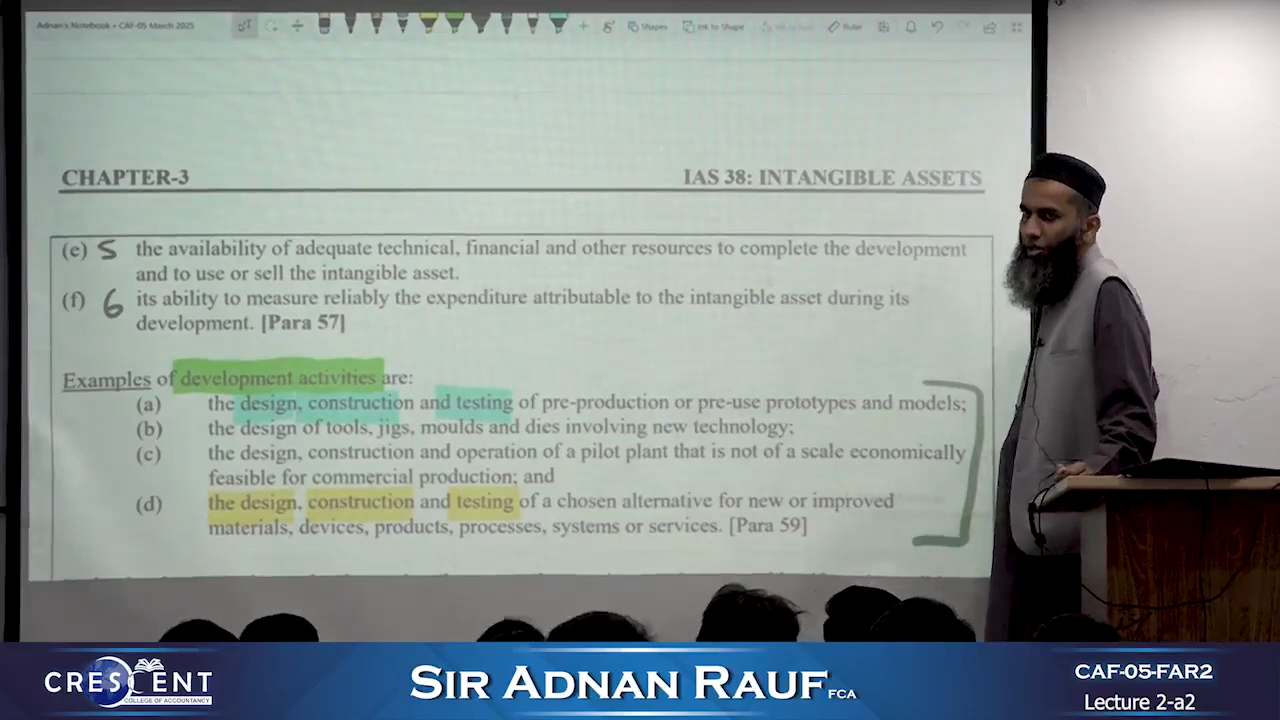 Adnan's Notebook • CAF-05 March 2025
Shapes
Ink to Shape
Ruler
CHAPTER-3 IAS 38: INTANGIBLE ASSETS
(e) 5 the availability of adequate technical, financial and other resources to complete the development
and to use or sell the intangible asset.
(f) 6 its ability to measure reliably the expenditure attributable to the intangible asset during its
development. [Para 57]
Examples of development activities are:
(a) the design, construction and testing of pre-production or pre-use prototypes and models;
(b) the design of tools, jigs, moulds and dies involving new technology;
(c) the design, construction and operation of a pilot plant that is not of a scale economically
feasible for commercial production; and
(d) the design, construction and testing of a chosen alternative for new or improved
materials, devices, products, processes, systems or services. [Para 59]
CRESCENT
COLLEGE OF ACCOUNTANCY
SIR ADNAN RAUF FCA
CAF-05-FAR2
Lecture 2-a2